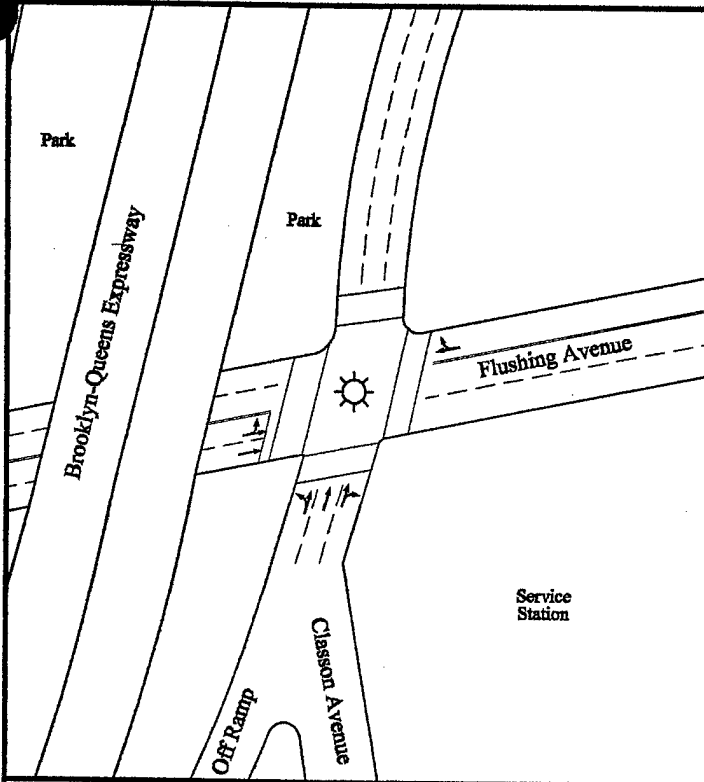 Park
Park
Brooklyn-Queens Expressway
Flushing Avenue
Service
Station
Classon Avenue
Off Ramp